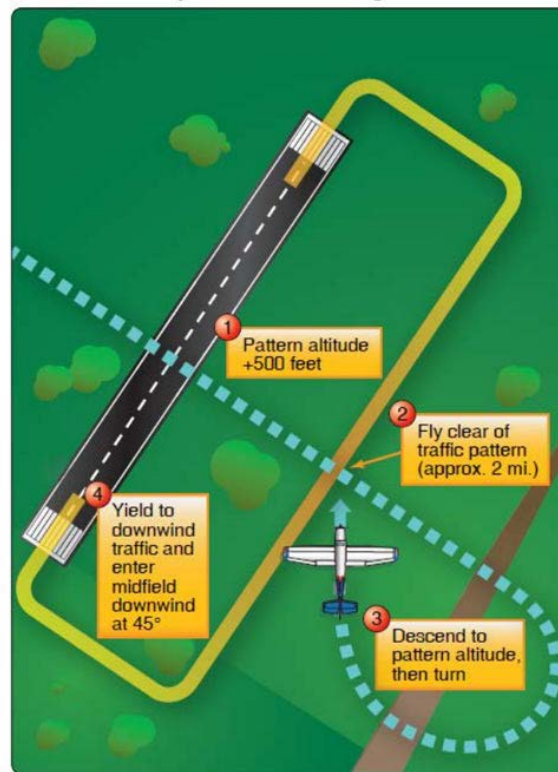 1
Pattern altitude
+500 feet
2
Fly clear of
traffic pattern
(approx. 2 mi.)
4
Yield to
downwind
traffic and
enter
midfield
downwind
at 45°
3
Descend to
pattern altitude,
then turn